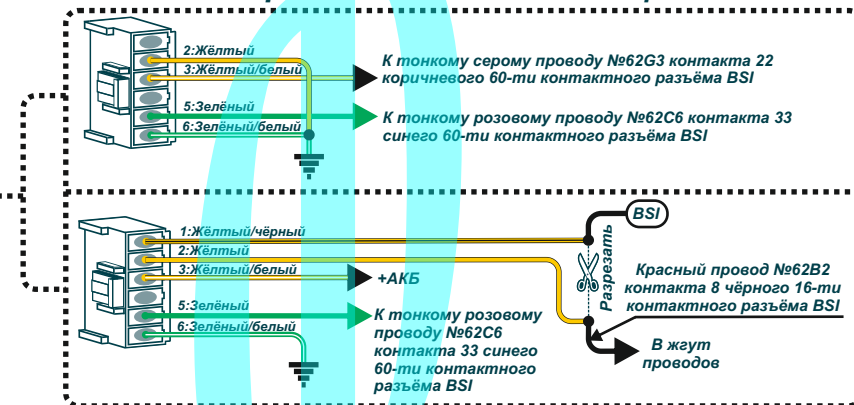 2:Жёлтый
3:Жёлтый/белый
5:Зелёный
6:Зелёный/белый
К тонкому серому проводу №62G3 контакта 22
коричневого 60-ти контактного разъёма BSI
К тонкому розовому проводу №62C6 контакта 33
синего 60-ти контактного разъёма BSI
1:Жёлтый/чёрный
2:Жёлтый
3:Жёлтый/белый
5:Зелёный
6:Зелёный/белый
+АКБ
К тонкому розовому
проводу №62C6
контакта 33 синего
60-ти контактного
разъёма BSI
BSI
Разрезать
Красный провод №62B2
контакта 8 чёрного 16-ти
контактного разъёма BSI
В жгут
проводов